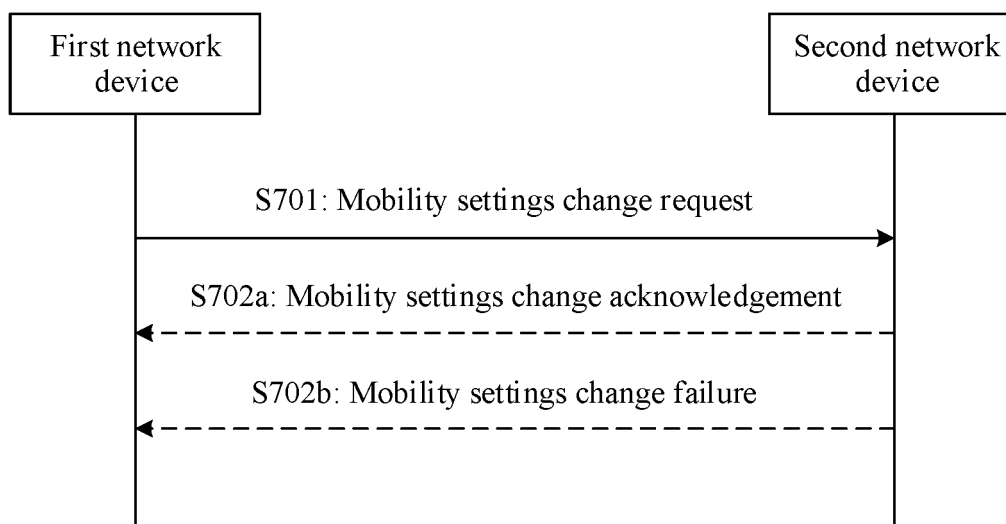 First network
device
Second network
device
S701: Mobility settings change request
S702a: Mobility settings change acknowledgement
S702b: Mobility settings change failure